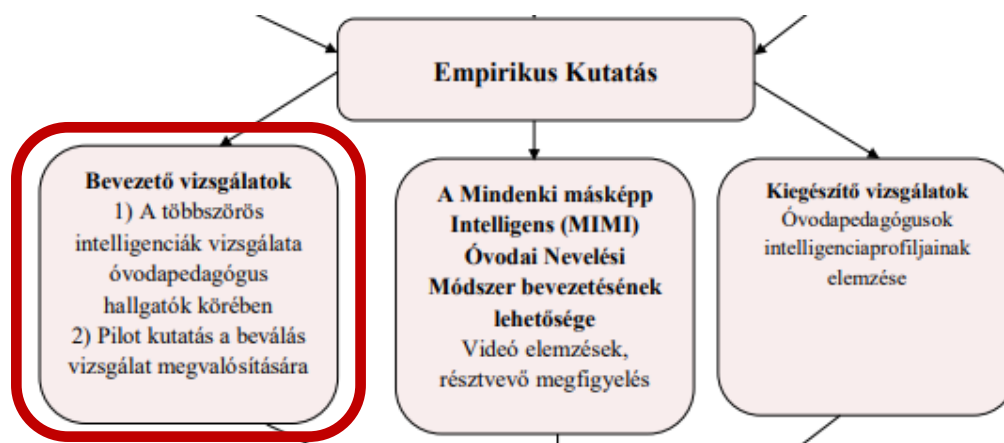 Empirikus Kutatás
Bevezető vizsgálatok
1) A többszörös
intelligenciák vizsgálata
óvodapedagógus
hallgatók körében
2) Pilot kutatás a beválás
vizsgálat megvalósítására
A Mindenki másképp
Intelligens (MIMI)
Óvodai Nevelési
Módszer bevezetésének
lehetősége
Videó elemzések,
résztvevő megfigyelés
Kiegészítő vizsgálatok
Óvodapedagógusok
intelligenciaprofiljainak
elemzése